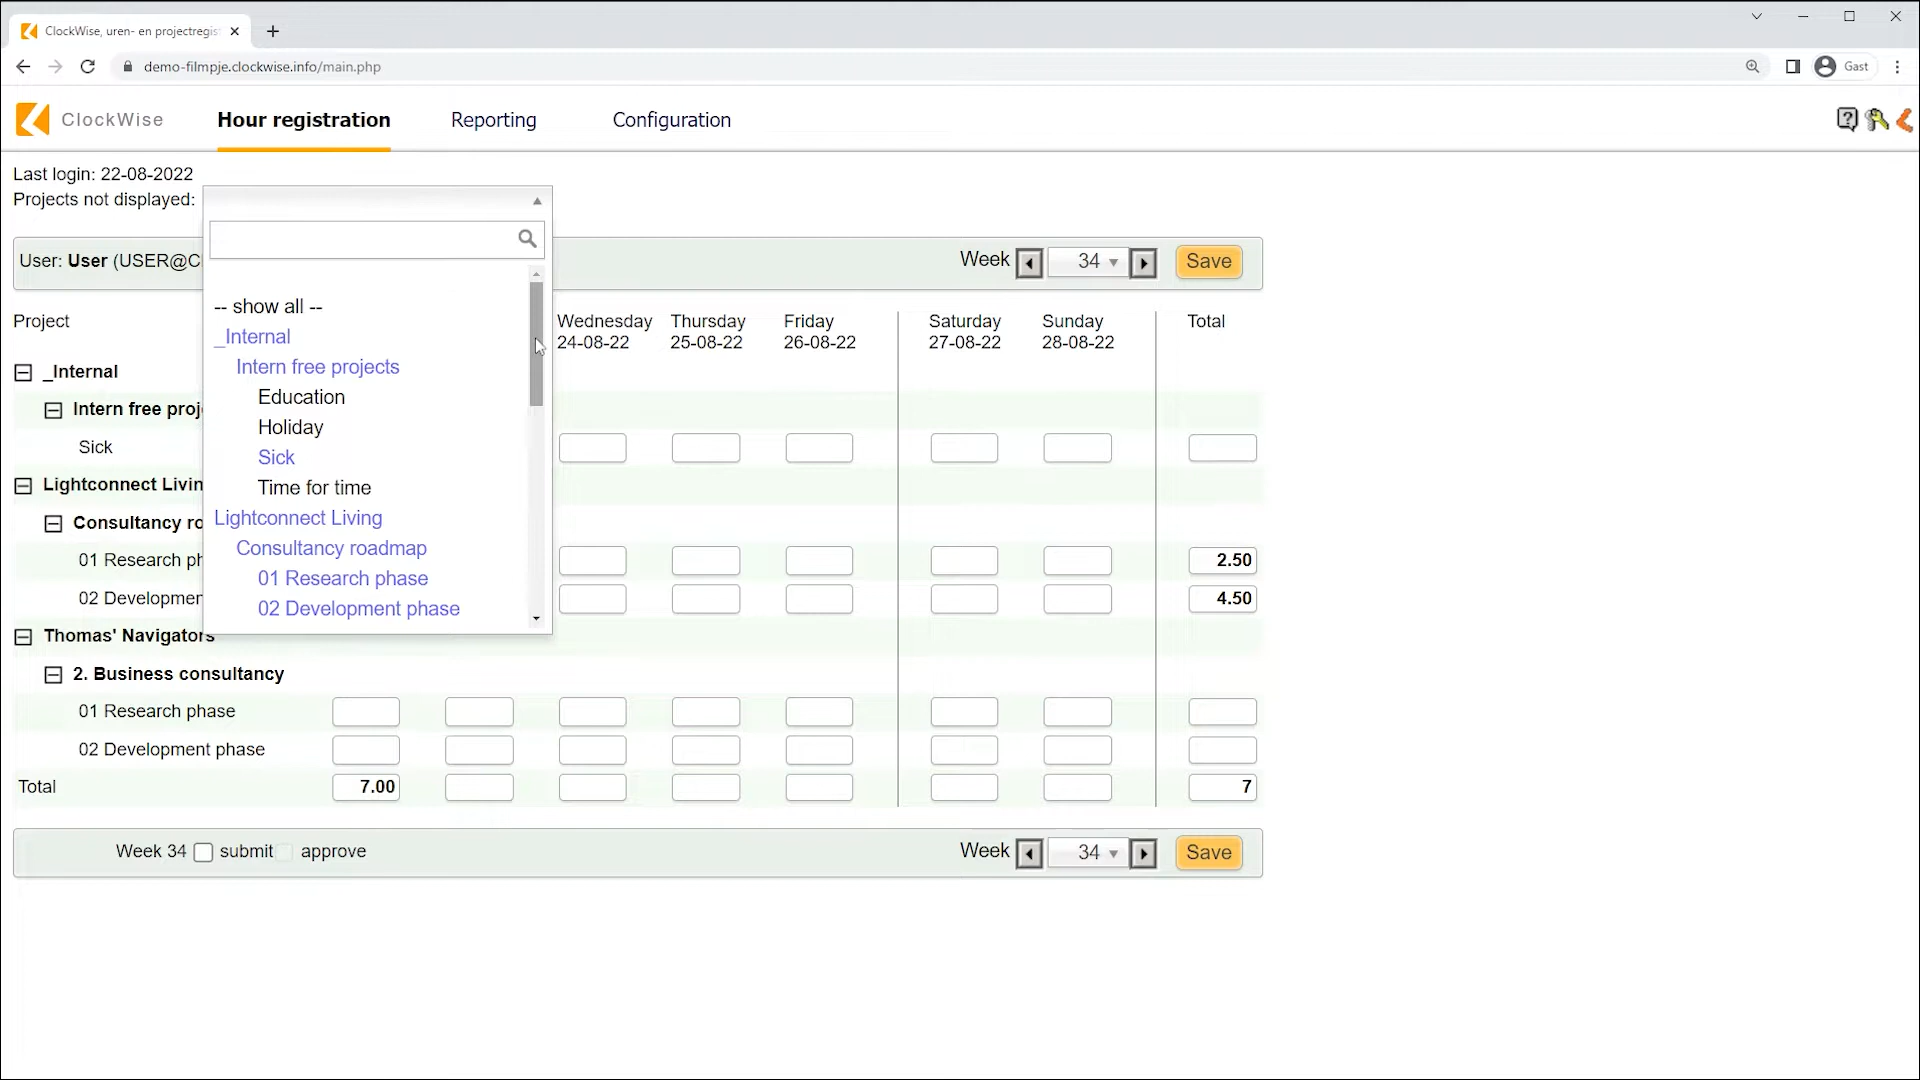 ClockWise, uren- en projectregis
demo-filmpje.clockwise.info/main.php
Gast
ClockWise
Hour registration
Reporting
Configuration
Last login: 22-08-2022
Projects not displayed:
User: User (USER@C
Week
34
Save
-- show all --
_Internal
Intern free projects
Education
Holiday
Sick
Time for time
Lightconnect Living
Consultancy roadmap
01 Research phase
02 Development phase
Project
Wednesday
24-08-22
Thursday
25-08-22
Friday
26-08-22
Saturday
27-08-22
Sunday
28-08-22
Total
_Internal
Intern free proj
Sick
Lightconnect Livin
Consultancy ro
01 Research ph
2.50
02 Developmen
4.50
Thomas' Navigators
2. Business consultancy
01 Research phase
02 Development phase
Total
7.00
7
Week 34 submit approve
Week
34
Save